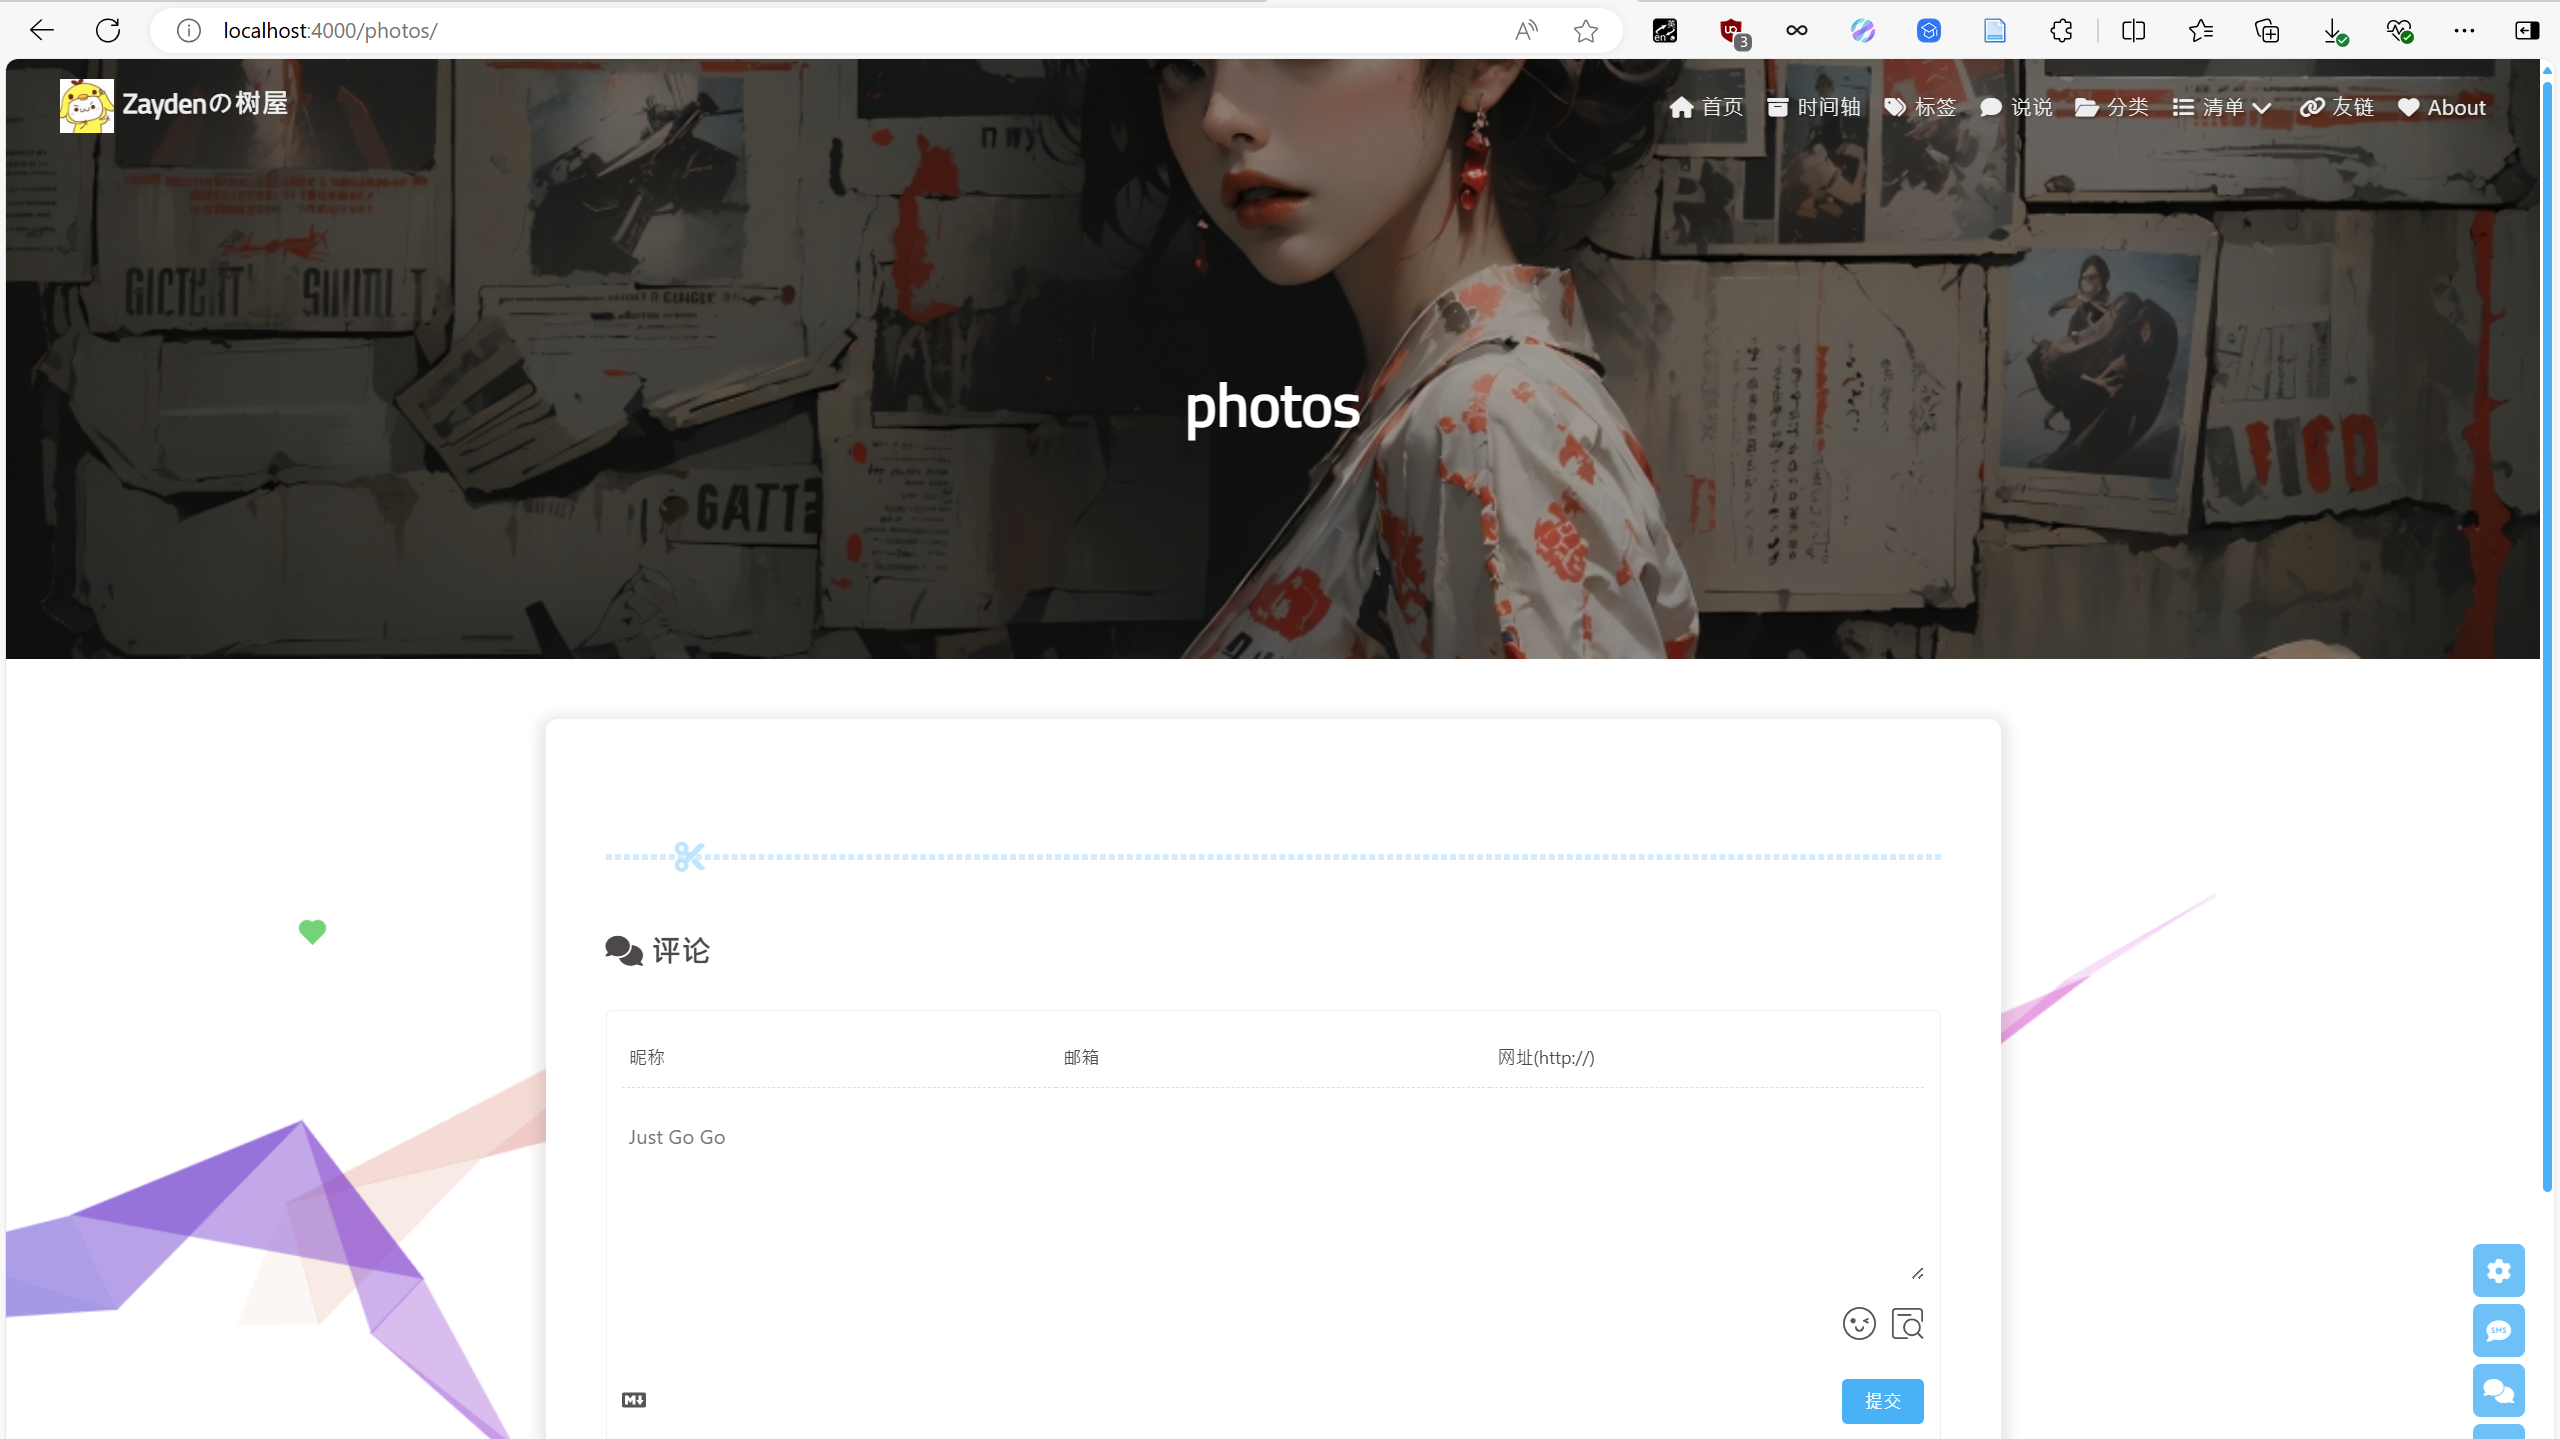 localhost:4000/photos/
3
Zaydenの树屋
首页 时间轴 标签 说说 分类 清单 友链 About
photos
评论
昵称 邮箱 网址(http://)
Just Go Go
SMS
提交